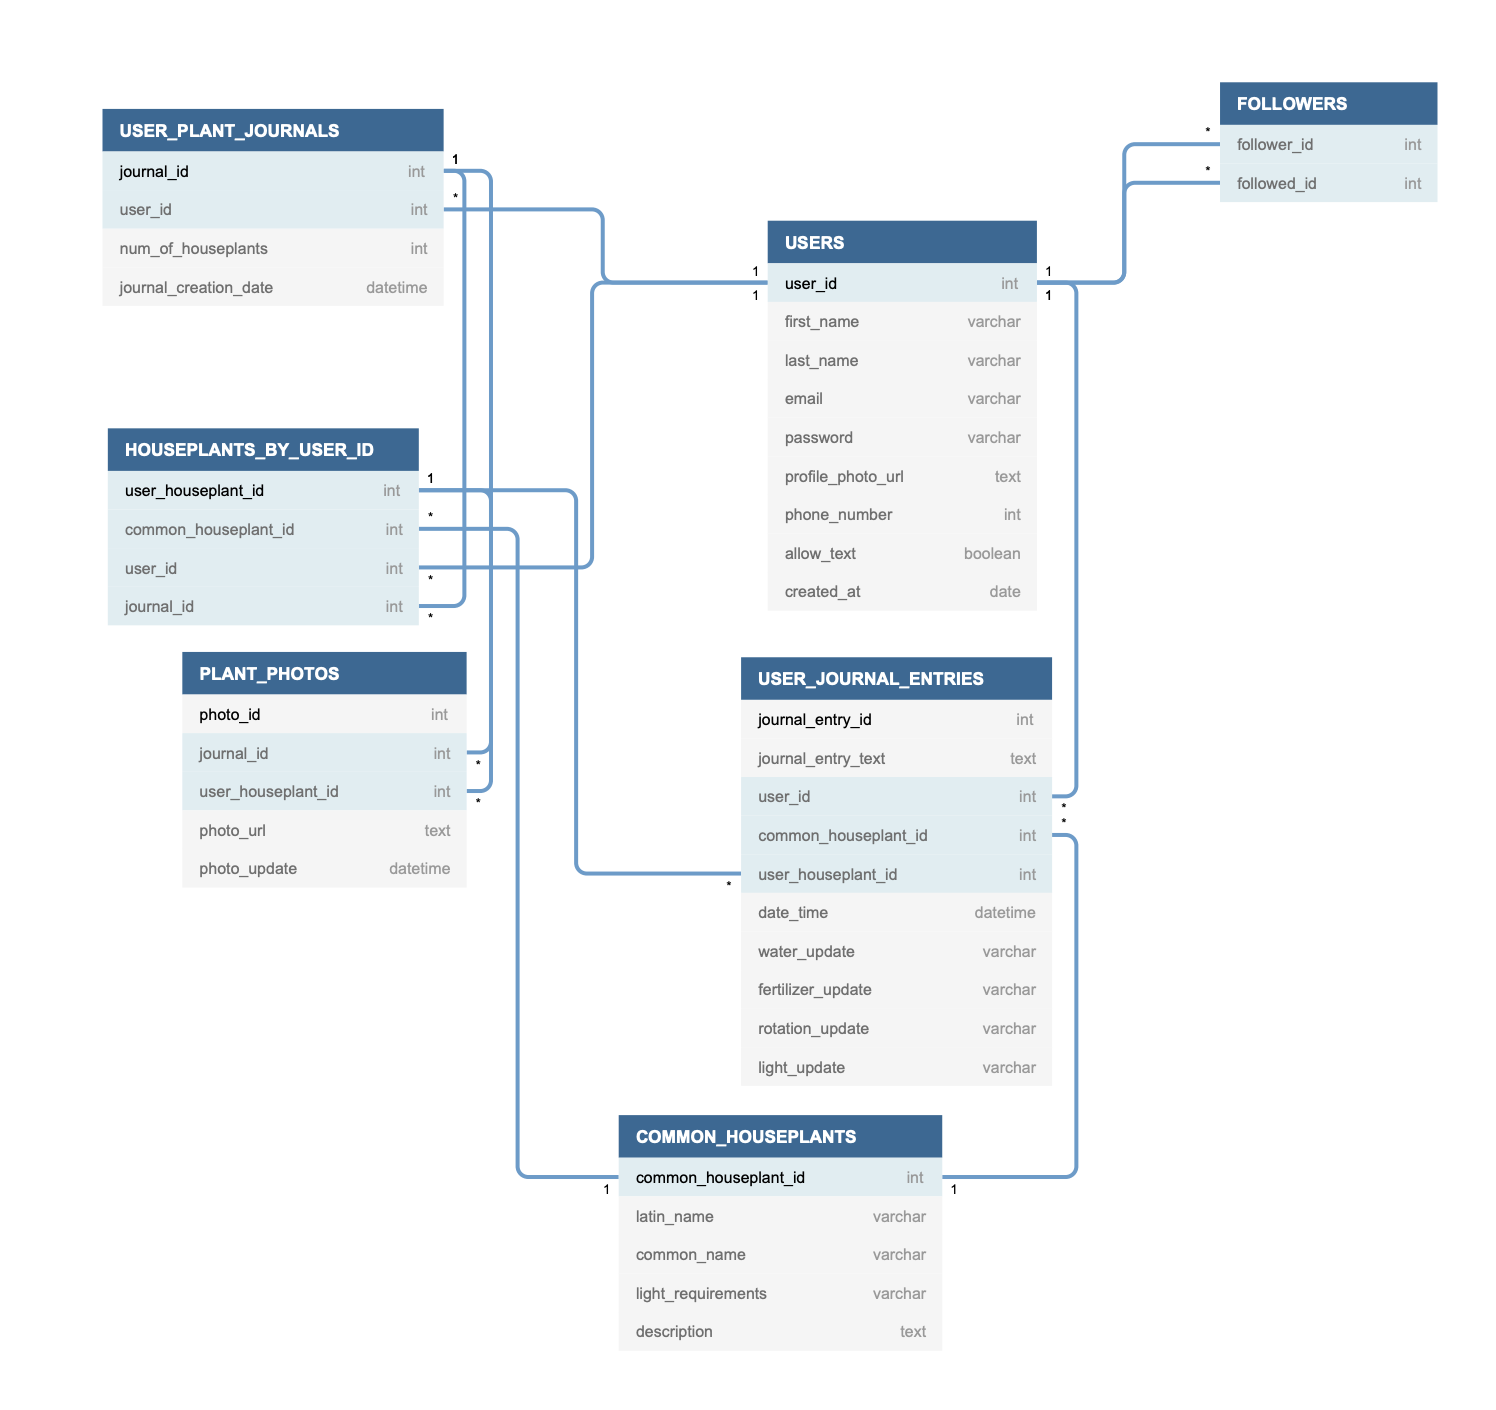 USER_PLANT_JOURNALS
journal_id int
user_id int
num_of_houseplants int
journal_creation_date datetime
1
*
FOLLOWERS
follower_id int
followed_id int
*
*
USERS
user_id int
first_name varchar
last_name varchar
email varchar
password varchar
profile_photo_url text
phone_number int
allow_text boolean
created_at date
1
1
1
1
HOUSEPLANTS_BY_USER_ID
user_houseplant_id int
common_houseplant_id int
user_id int
journal_id int
1
*
*
*
PLANT_PHOTOS
photo_id int
journal_id int
user_houseplant_id int
photo_url text
photo_update datetime
*
*
USER_JOURNAL_ENTRIES
journal_entry_id int
journal_entry_text text
user_id int
common_houseplant_id int
user_houseplant_id int
date_time datetime
water_update varchar
fertilizer_update varchar
rotation_update varchar
light_update varchar
*
*
*
COMMON_HOUSEPLANTS
common_houseplant_id int
latin_name varchar
common_name varchar
light_requirements varchar
description text
1
1